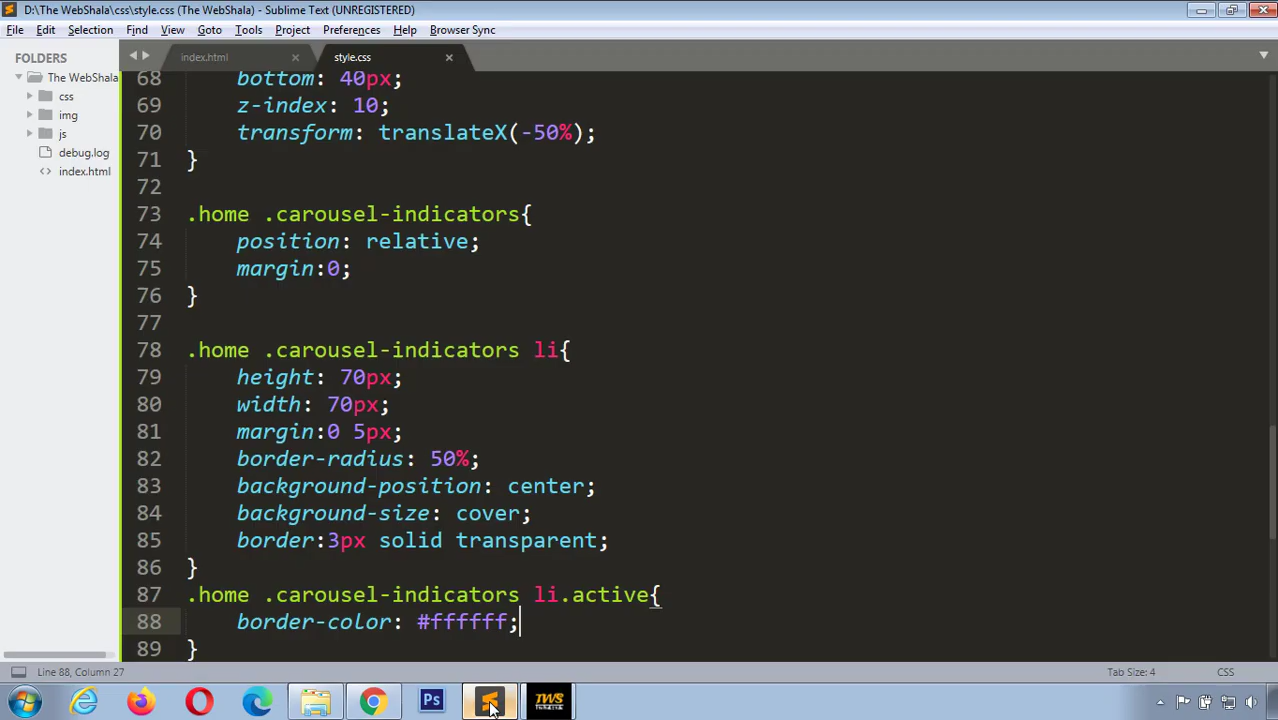 D:\The WebShala\css\style.css (The WebShala) - Sublime Text (UNREGISTERED)
File Edit Selection Find View Goto Tools Project Preferences Help Browser Sync
FOLDERS
The WebShala
css
img
js
debug.log
index.html
index.html
style.css
68 bottom: 40px;
69 z-index: 10;
70 transform: translateX(-50%);
71 }
72
73 .home .carousel-indicators{
74 position: relative;
75 margin:0;
76 }
77
78 .home .carousel-indicators li{
79 height: 70px;
80 width: 70px;
81 margin:0 5px;
82 border-radius: 50%;
83 background-position: center;
84 background-size: cover;
85 border:3px solid transparent;
86 }
87 .home .carousel-indicators li.active{
88 border-color: #ffffff;
89 }
Line 88, Column 27
Tab Size: 4
CSS
Ps
TWS